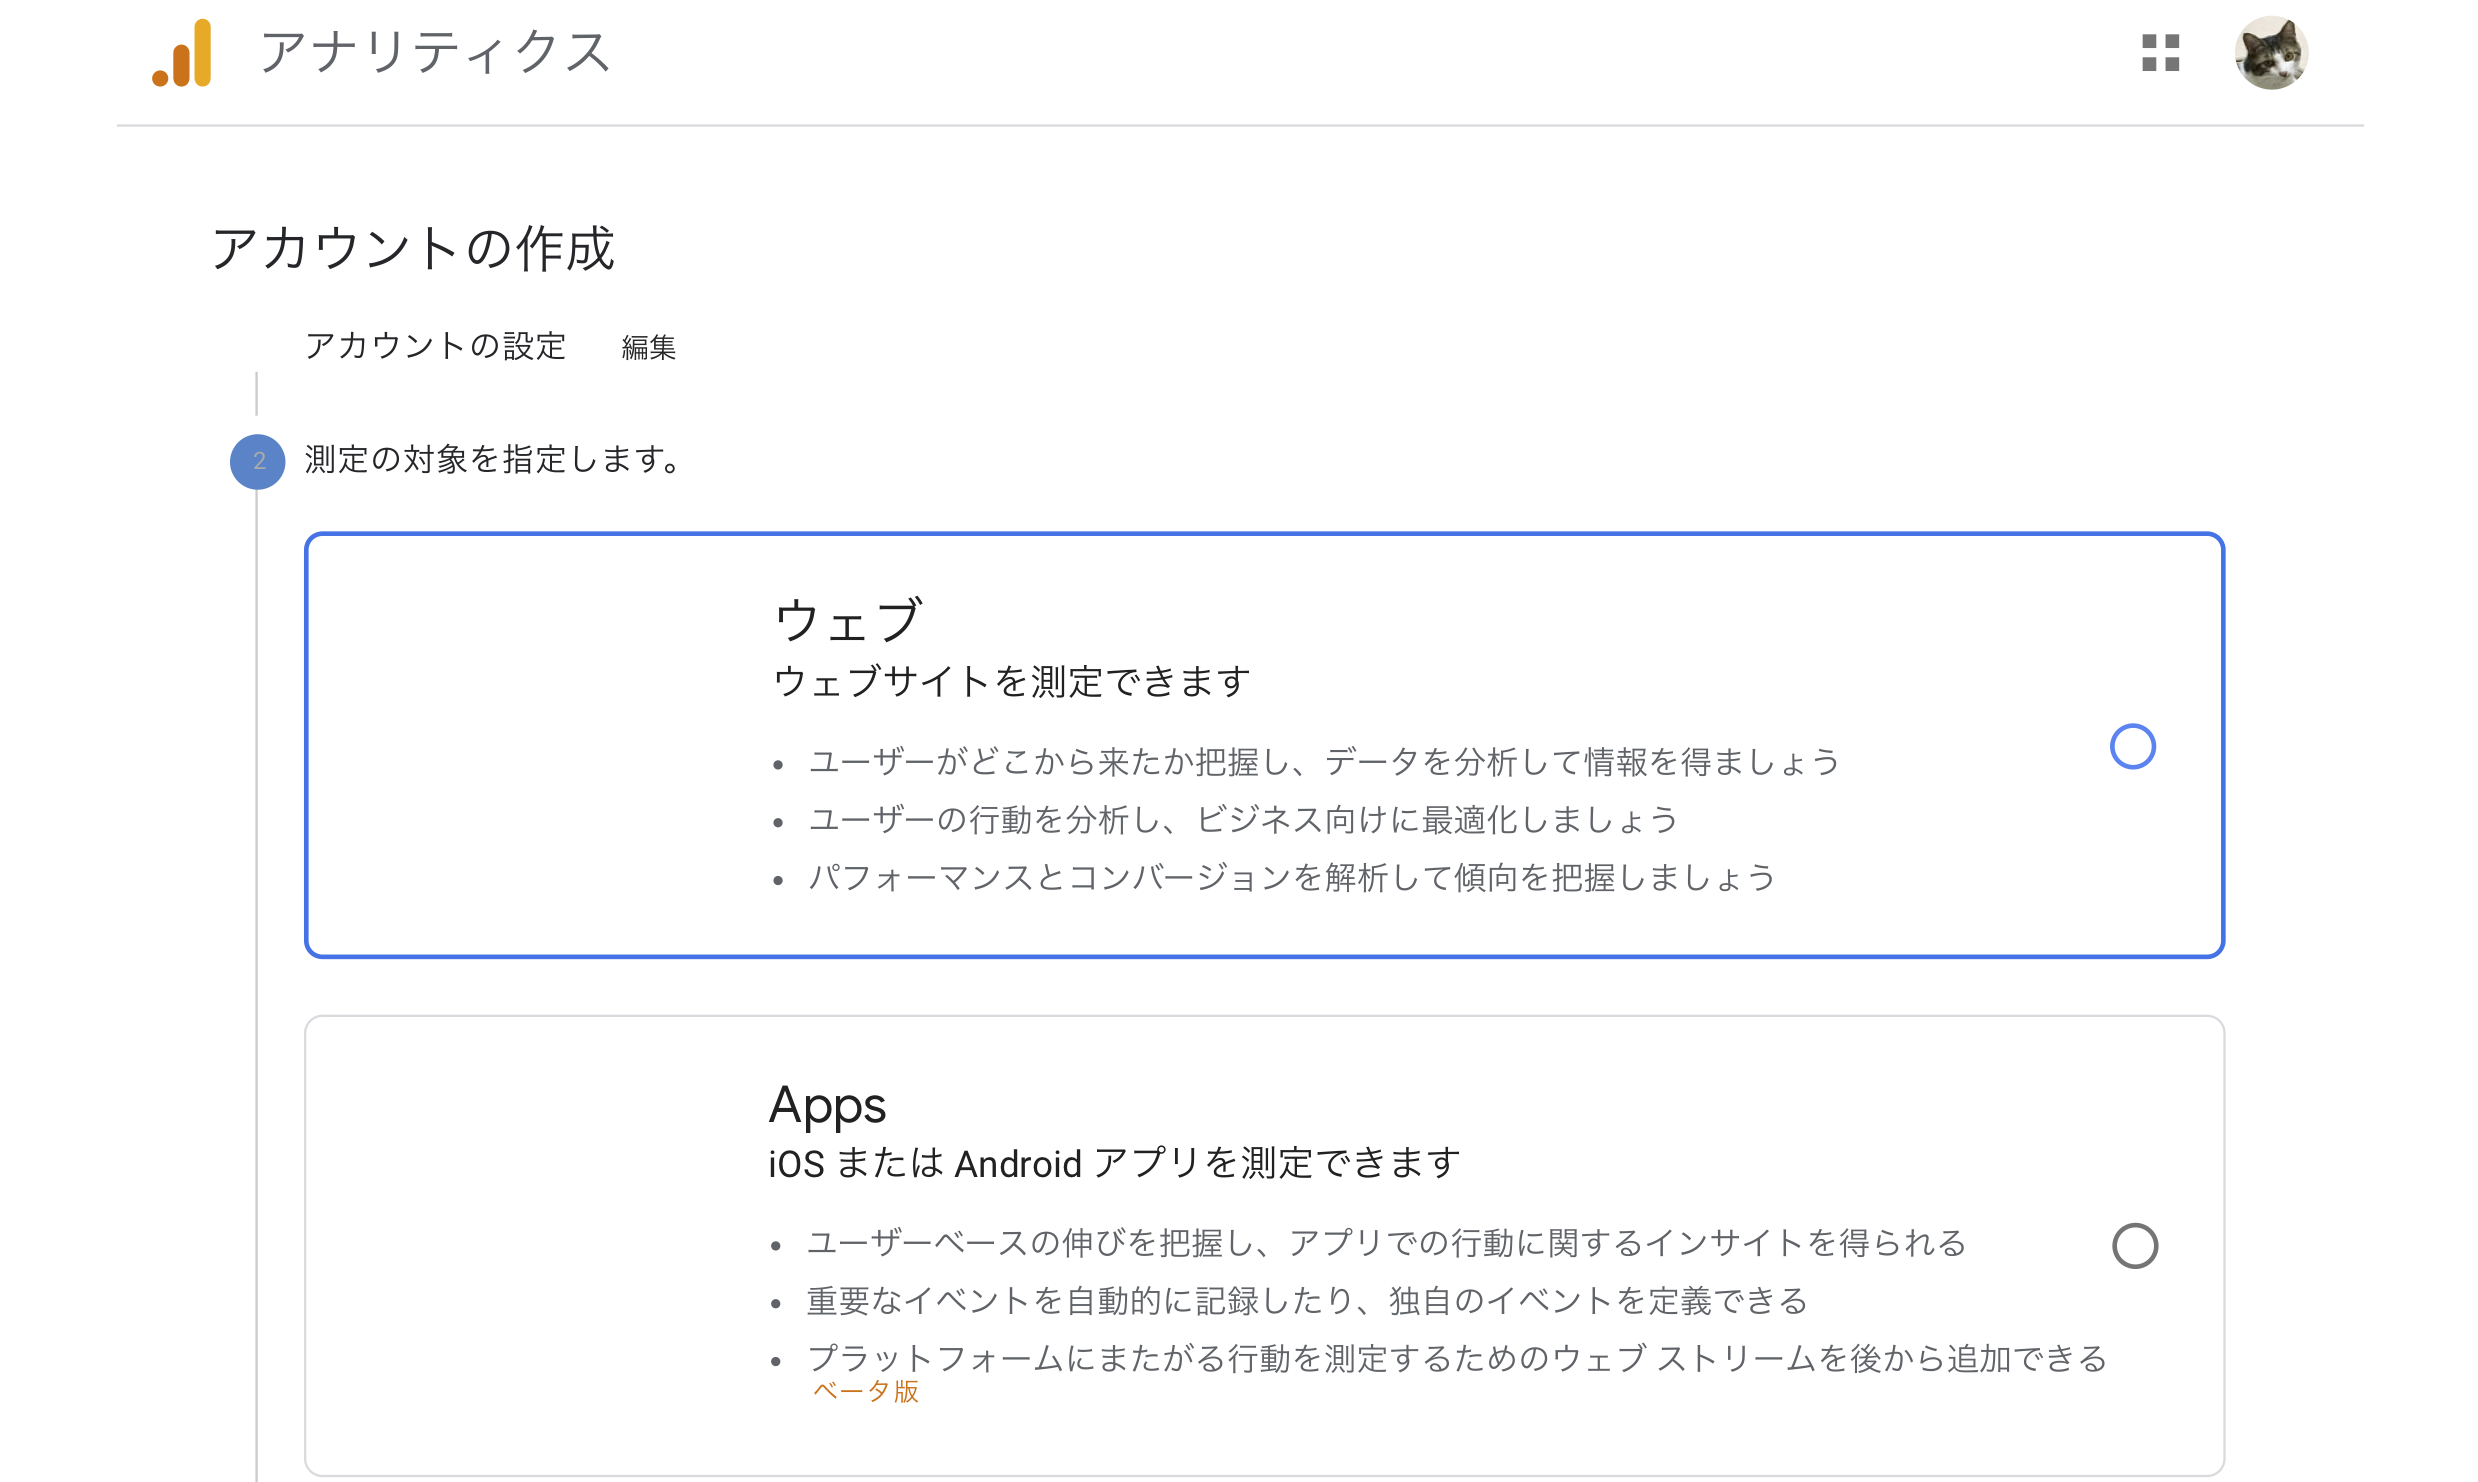 アナリティクス
アカウントの作成
アカウントの設定 編集
2 測定の対象を指定します。
ウェブ
ウェブサイトを測定できます
• ユーザーがどこから来たか把握し、データを分析して情報を得ましょう
• ユーザーの行動を分析し、ビジネス向けに最適化しましょう
• パフォーマンスとコンバージョンを解析して傾向を把握しましょう
Apps
iOS または Android アプリを測定できます
• ユーザーベースの伸びを把握し、アプリでの行動に関するインサイトを得られる
• 重要なイベントを自動的に記録したり、独自のイベントを定義できる
• プラットフォームにまたがる行動を測定するためのウェブ ストリームを後から追加できる
ベータ版